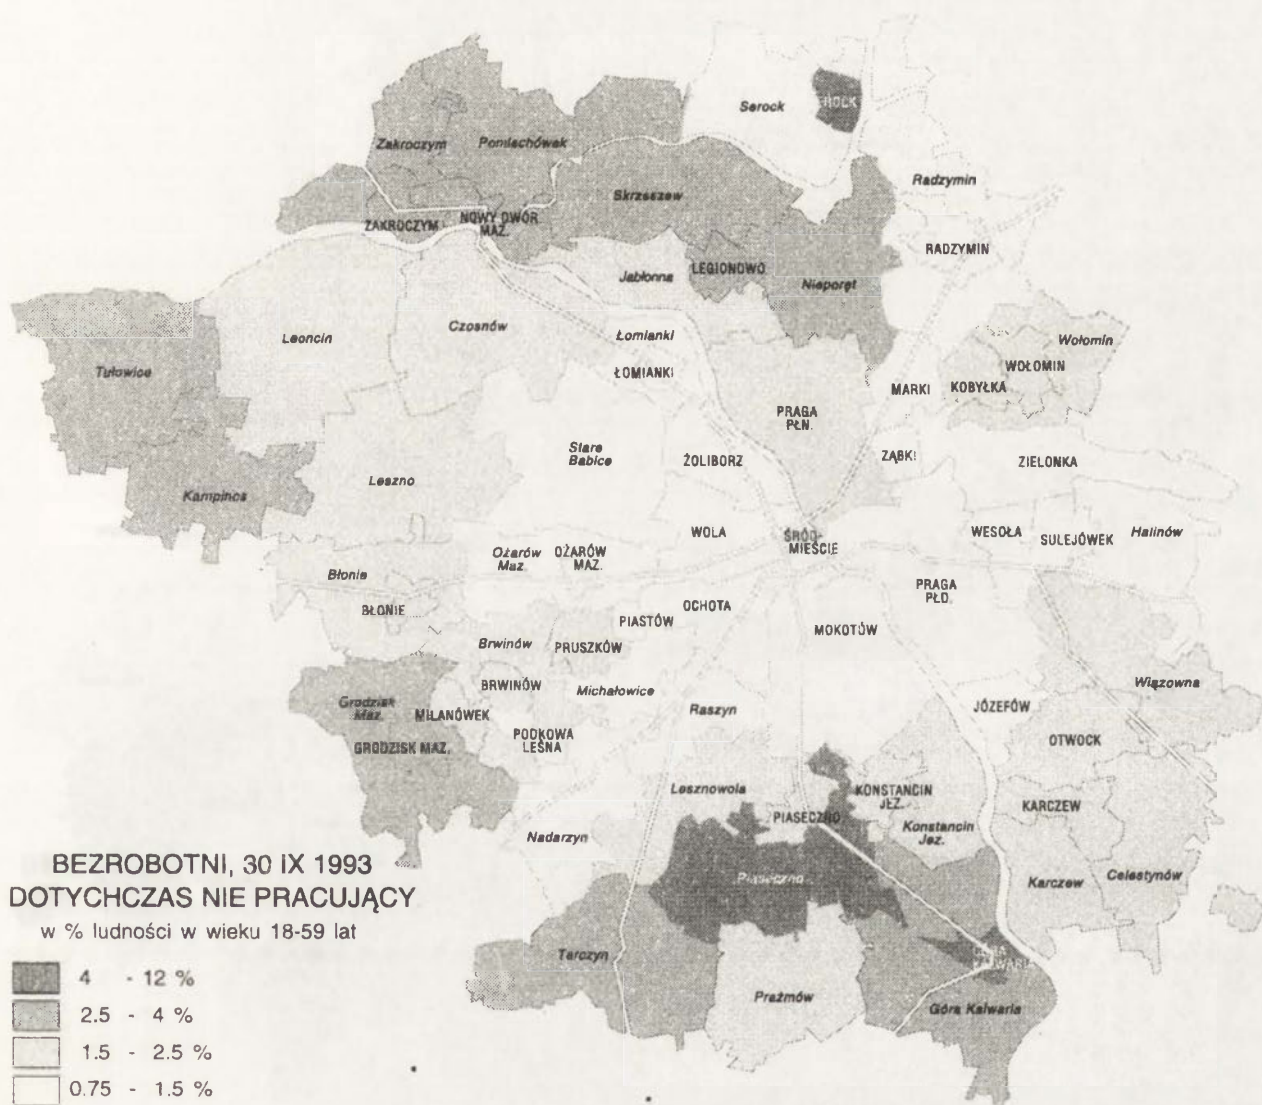 Serock
Zakroczym
Pomiechówek
Radzymin
Skrzeszew
ZAKROCZYM
NOWY DWÓR
MAZ.
RADZYMIN
Jabłonna
LEGIONOWO
Nieporęt
Leoncin
Czosnów
Łomianki
Wołomin
Tułowice
ŁOMIANKI
WOŁOMIN
MARKI
KOBYŁKA
PRAGA
PŁN.
Stare
Babice
ŻOLIBORZ
ZĄBKI
ZIELONKA
Leszno
Kampinos
WOLA
ŚRÓD-
MIEŚCIE
WESOŁA
SULEJÓWEK
Halinów
Ożarów
Maz.
OŻARÓW
MAZ.
Błonie
PRAGA
PŁD.
BŁONIE
OCHOTA
PIASTÓW
MOKOTÓW
Brwinów
PRUSZKÓW
BRWINÓW
Michałowice
Wiązowna
Grodzisk
Maz.
MILANÓWEK
Raszyn
JÓZEFÓW
PODKOWA
LEŚNA
GRODZISK MAZ.
OTWOCK
Lesznowola
KONSTANCIN
JEZ.
KARCZEW
PIASECZNO
Konstancin
Jez.
Nadarzyn
Piaseczno
Karczew
Celestynów
Tarczyn
Prażmów
Góra Kalwaria
BEZROBOTNI, 30 IX 1993
DOTYCHCZAS NIE PRACUJĄCY
w % ludności w wieku 18-59 lat
4 - 12 %
2.5 - 4 %
1.5 - 2.5 %
0.75 - 1.5 %